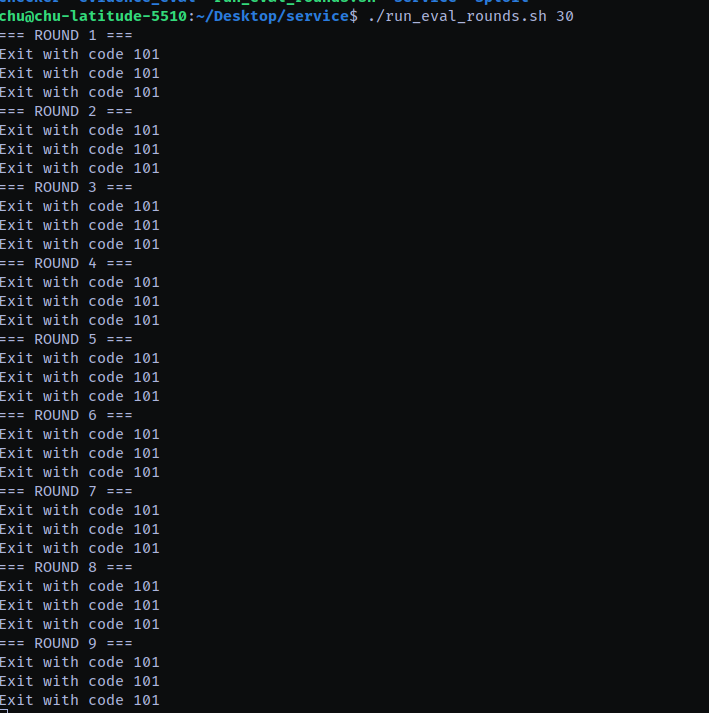 chu@chu-latitude-5510:~/Desktop/service$ ./run_eval_rounds.sh 30
=== ROUND 1 ===
Exit with code 101
Exit with code 101
Exit with code 101
=== ROUND 2 ===
Exit with code 101
Exit with code 101
Exit with code 101
=== ROUND 3 ===
Exit with code 101
Exit with code 101
Exit with code 101
=== ROUND 4 ===
Exit with code 101
Exit with code 101
Exit with code 101
=== ROUND 5 ===
Exit with code 101
Exit with code 101
Exit with code 101
=== ROUND 6 ===
Exit with code 101
Exit with code 101
Exit with code 101
=== ROUND 7 ===
Exit with code 101
Exit with code 101
Exit with code 101
=== ROUND 8 ===
Exit with code 101
Exit with code 101
Exit with code 101
=== ROUND 9 ===
Exit with code 101
Exit with code 101
Exit with code 101